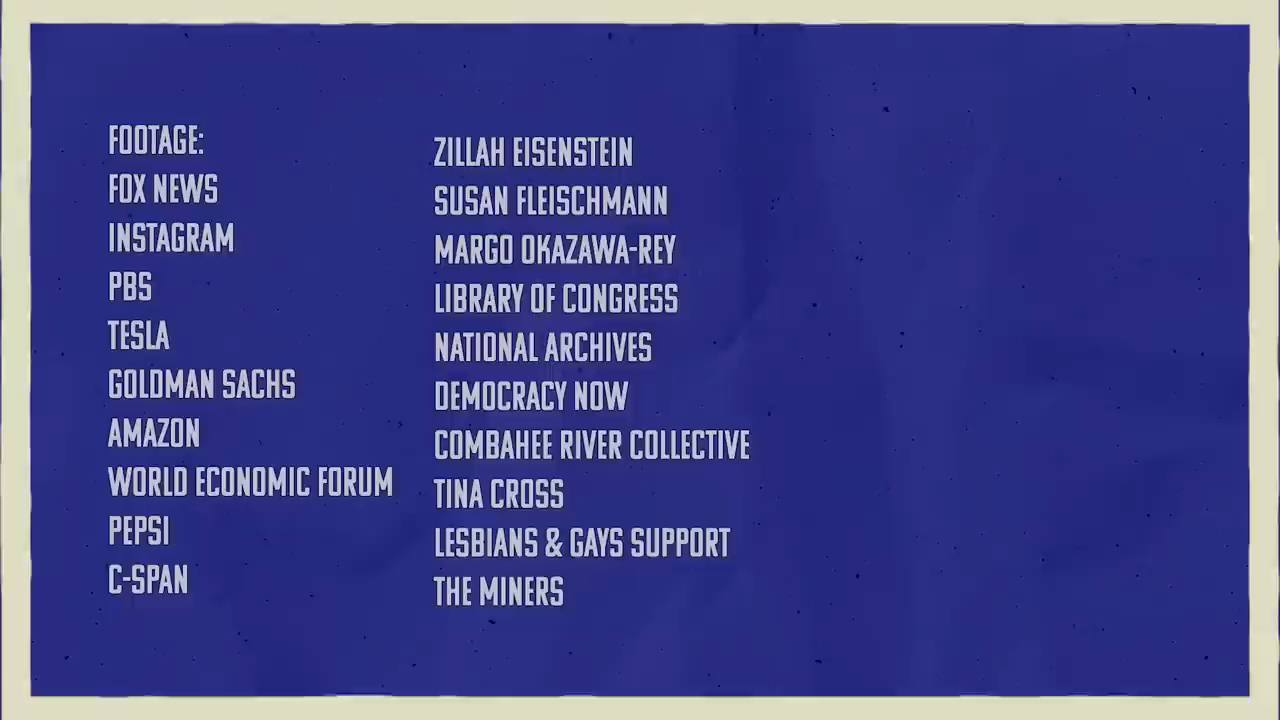 FOOTAGE:
FOX NEWS
INSTAGRAM
PBS
TESLA
GOLDMAN SACHS
AMAZON
WORLD ECONOMIC FORUM
PEPSI
C-SPAN
ZILLAH EISENSTEIN
SUSAN FLEISCHMANN
MARGO OKAZAWA-REY
LIBRARY OF CONGRESS
NATIONAL ARCHIVES
DEMOCRACY NOW
COMBAHEE RIVER COLLECTIVE
TINA CROSS
LESBIANS & GAYS SUPPORT
THE MINERS